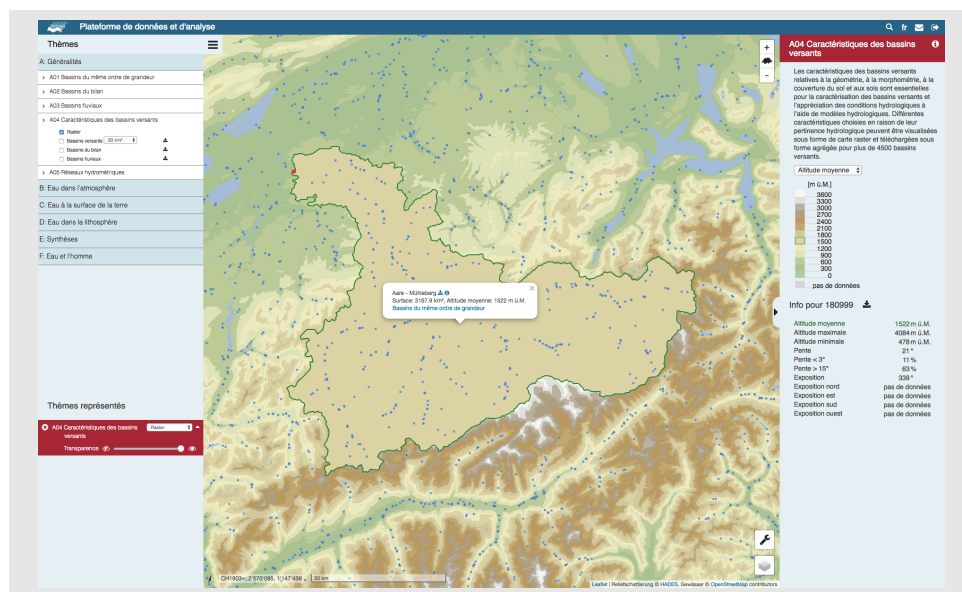 Plateforme de données et d'analyse
fr
Thèmes
A: Généralités
A01 Bassins du même ordre de grandeur
A02 Bassins du bilan
A03 Bassins fluviaux
A04 Caractéristiques des bassins versants
Raster
Bassins versants 20 km²
Bassins du bilan
Bassins fluviaux
A05 Réseaux hydrométriques
B: Eau dans l'atmosphère
C: Eau à la surface de la terre
D: Eau dans la lithosphère
E: Synthèses
F: Eau et l'homme
Thèmes représentés
A04 Caractéristiques des bassins versants
Raster
Transparence
+
-
Aare - Mühleberg
Surface: 3167.9 km², Altitude moyenne: 1522 m ü.M.
Bassins du même ordre de grandeur
CH1903+: 2'570'085, 1'147'438
30 km
Leaflet | Reliefschattierung © HADES, Gewässer © OpenStreetMap contributors
A04 Caractéristiques des bassins
versants
Les caractéristiques des bassins versants
relatives à la géométrie, à la morphométrie, à la
couverture du sol et aux sols sont essentielles
pour la caractérisation des bassins versants et
l'appréciation des conditions hydrologiques à
l'aide de modèles hydrologiques. Différentes
caractéristiques choisies en raison de leur
pertinence hydrologique peuvent être visualisées
sous forme de carte raster et téléchargées sous
forme agrégée pour plus de 4500 bassins
versants.
Altitude moyenne
[m ü.M.]
3600
3300
3000
2700
2400
2100
1800
1500
1200
900
600
300
0
pas de données
Info pour 180999
Altitude moyenne 1522 m ü.M.
Altitude maximale 4084 m ü.M.
Altitude minimale 478 m ü.M.
Pente 21 °
Pente < 3° 11 %
Pente > 15° 63 %
Exposition 339 °
Exposition nord pas de données
Exposition est pas de données
Exposition sud pas de données
Exposition ouest pas de données